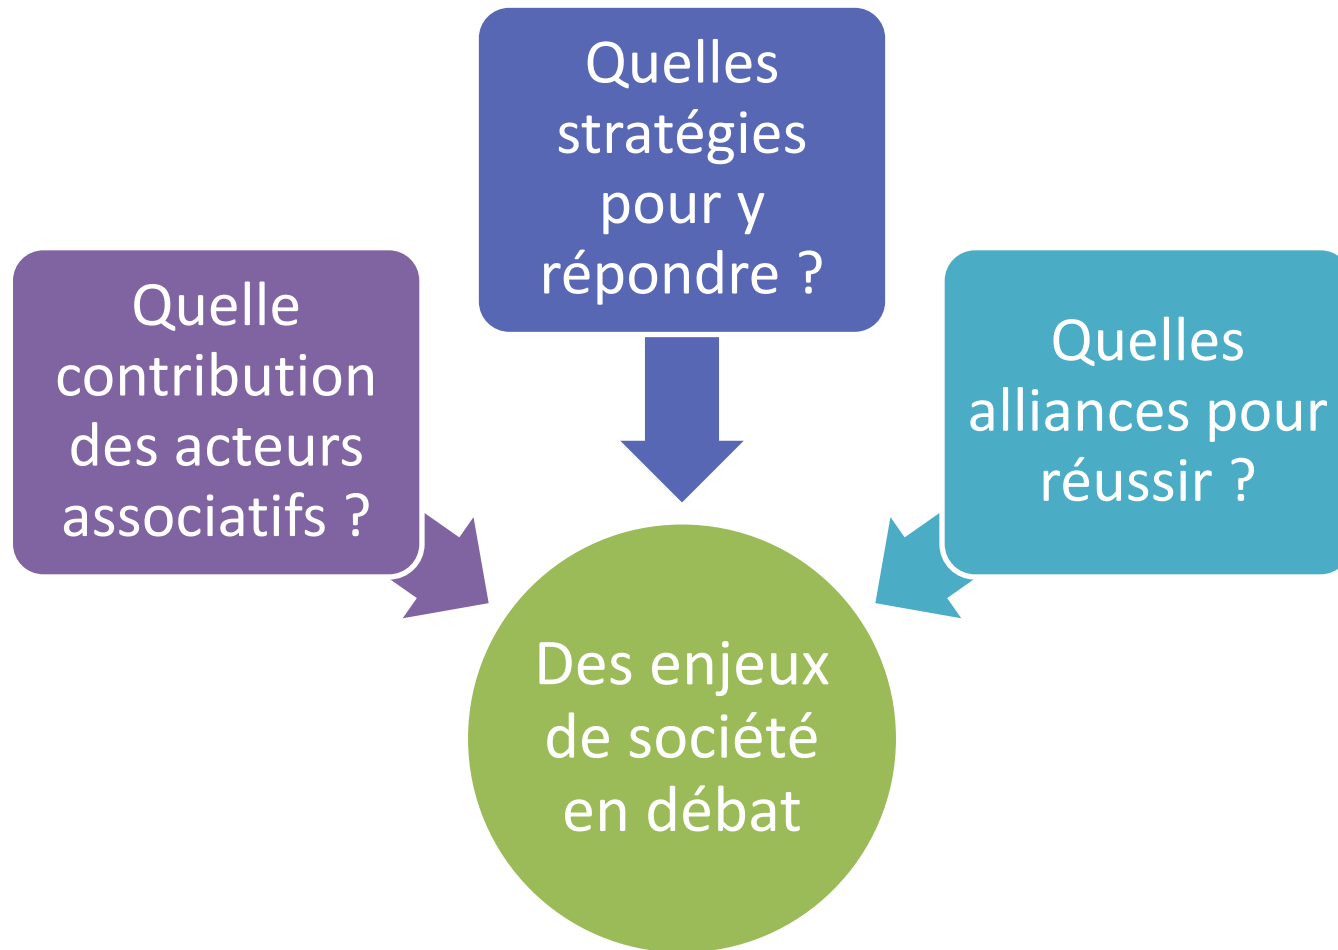 Quelles
stratégies
pour y
répondre ?
Quelle
contribution
des acteurs
associatifs ?
Quelles
alliances pour
réussir ?
Des enjeux
de société
en débat